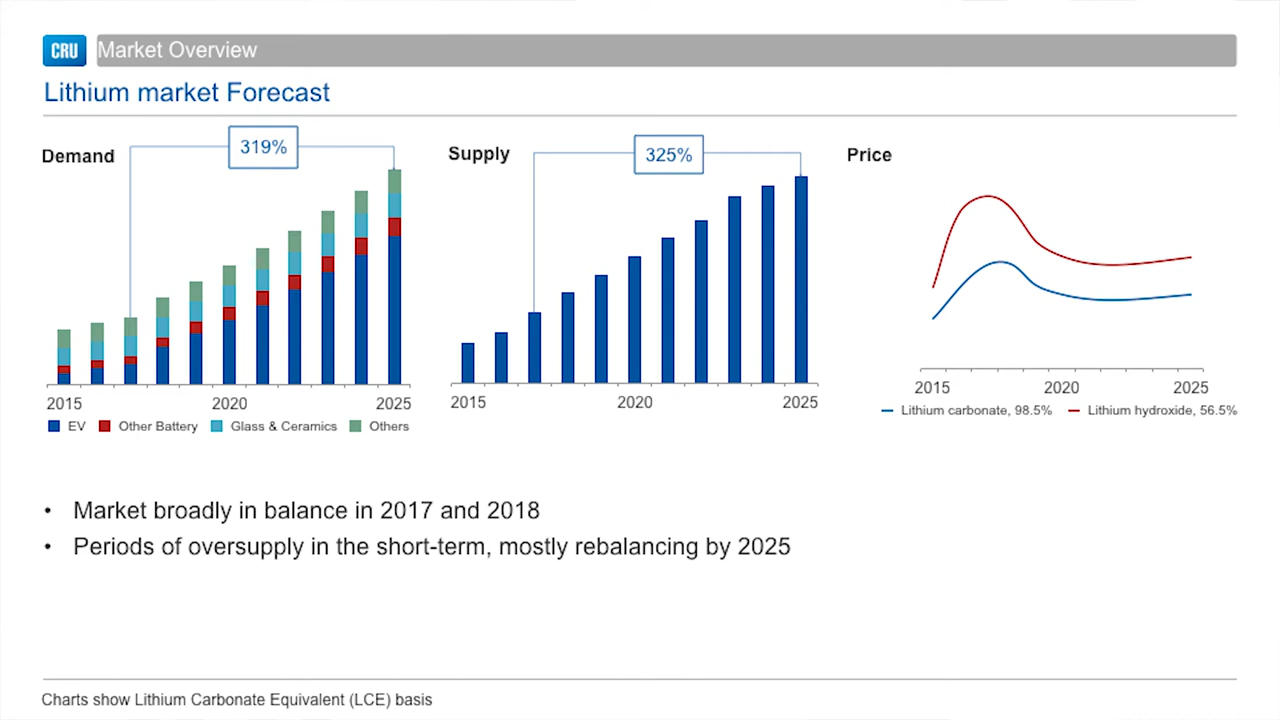 CRU Market Overview
Lithium market Forecast
Demand
319%
2015 2020 2025
EV Other Battery Glass & Ceramics Others
Supply
325%
2015 2020 2025
Price
2015 2020 2025
Lithium carbonate, 98.5% Lithium hydroxide, 56.5%
• Market broadly in balance in 2017 and 2018
• Periods of oversupply in the short-term, mostly rebalancing by 2025
Charts show Lithium Carbonate Equivalent (LCE) basis